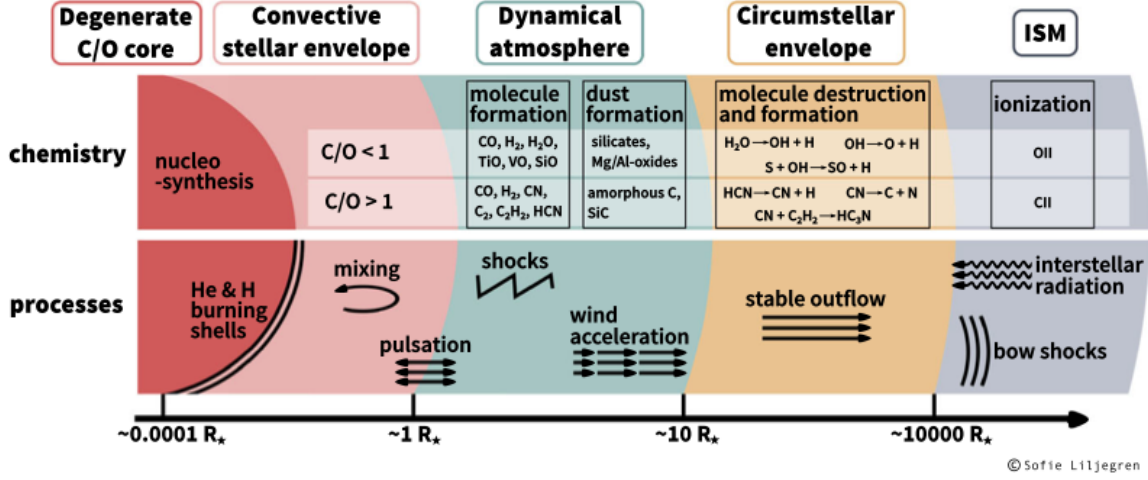 Degenerate
C/O core
Convective
stellar envelope
Dynamical
atmosphere
Circumstellar
envelope
ISM
chemistry
nucleo
-synthesis
C/O < 1
C/O > 1
molecule
formation
CO, H₂, H₂O,
TiO, VO, SiO
CO, H₂, CN,
C₂, C₂H₂, HCN
dust
formation
silicates,
Mg/Al-oxides
amorphous C,
SiC
molecule destruction
and formation
H₂O→OH + H OH→O + H
S + OH→SO + H
HCN→CN + H CN→C + N
CN + C₂H₂→HC₃N
ionization
OII
CII
processes
He & H
burning
shells
mixing
pulsation
shocks
wind
acceleration
stable outflow
interstellar
radiation
bow shocks
~0.0001 R★
~1 R★
~10 R★
~10000 R★
©Sofie Liljegren